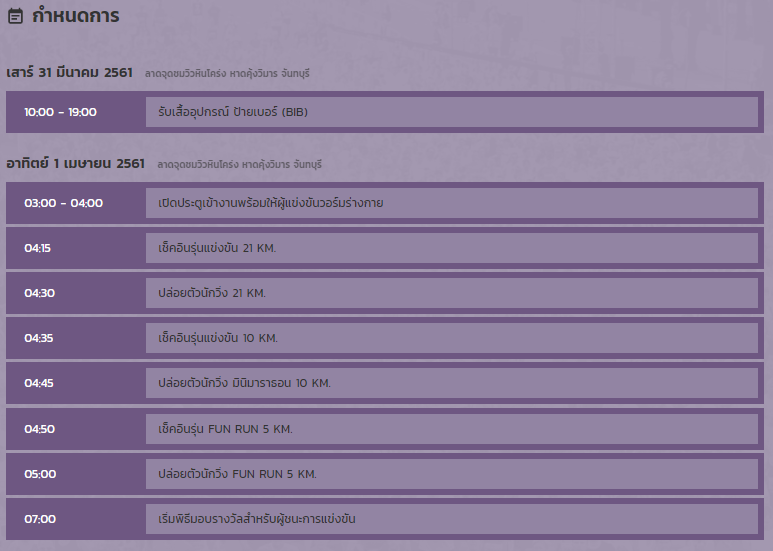 กำหนดการ
เสาร์ 31 มีนาคม 2561 ลาดจุดชมวิวหินโคร่ง หาดคุ้งวิมาร จันทบุรี
10:00 - 19:00 รับเสื้ออุปกรณ์ ป้ายเบอร์ (BIB)
อาทิตย์ 1 เมษายน 2561 ลาดจุดชมวิวหินโคร่ง หาดคุ้งวิมาร จันทบุรี
03:00 - 04:00 เปิดประตูเข้างานพร้อมให้ผู้แข่งขันวอร์มร่างกาย
04:15 เช็คอินรุ่นแข่งขัน 21 KM.
04:30 ปล่อยตัวนักวิ่ง 21 KM.
04:35 เช็คอินรุ่นแข่งขัน 10 KM.
04:45 ปล่อยตัวนักวิ่ง มินิมาราธอน 10 KM.
04:50 เช็คอินรุ่น FUN RUN 5 KM.
05:00 ปล่อยตัวนักวิ่ง FUN RUN 5 KM.
07:00 เริ่มพิธีมอบรางวัลสำหรับผู้ชนะการแข่งขัน